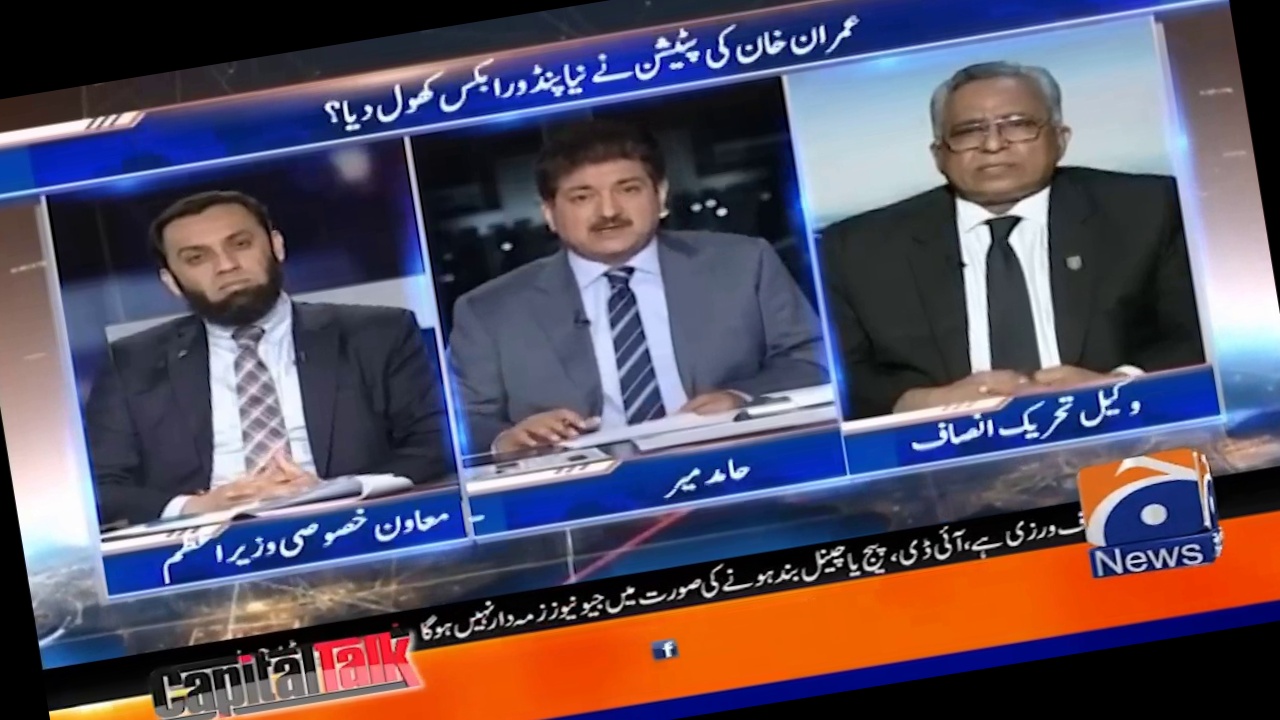 عمران خان کی پٹیشن نے نیا پنڈورا بکس کھول دیا؟
وکیل تحریک انصاف
حامد میر
معاون خصوصی وزیر اعظم
News
ورزی ہے، آئی ڈی، پیج یا چینل بند ہونے کی صورت میں جیو نیوز زمہ دار نہیں ہوگا
Capital Talk
f